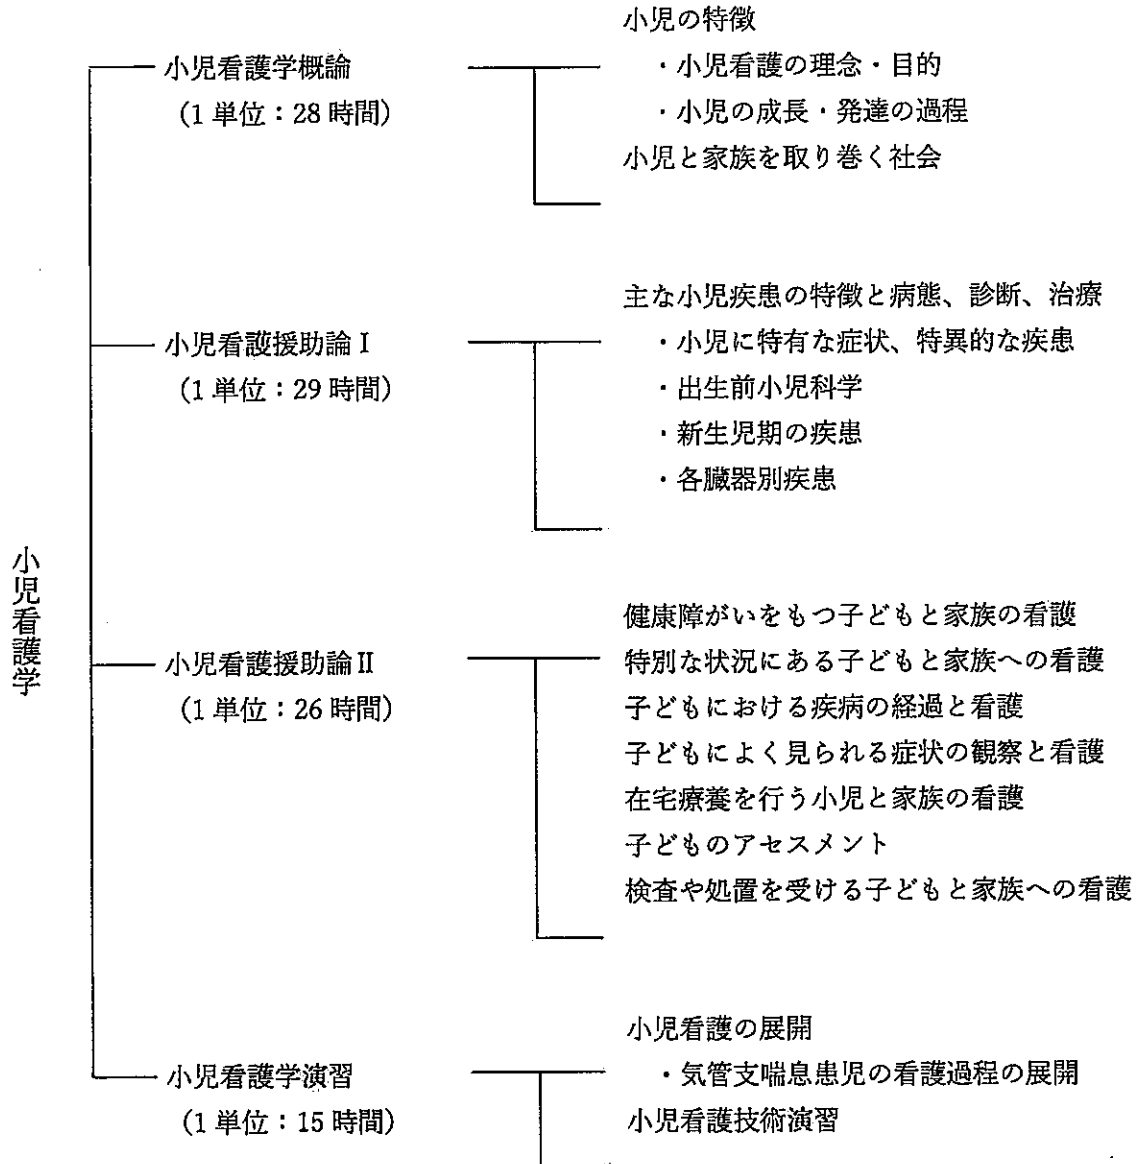 小児看護学
小児看護学概論
(1単位：28時間)
小児の特徴
・小児看護の理念・目的
・小児の成長・発達の過程
小児と家族を取り巻く社会
小児看護援助論Ⅰ
(1単位：29時間)
主な小児疾患の特徴と病態、診断、治療
・小児に特有な症状、特異的な疾患
・出生前小児科学
・新生児期の疾患
・各臓器別疾患
小児看護援助論Ⅱ
(1単位：26時間)
健康障がいをもつ子どもと家族の看護
特別な状況にある子どもと家族への看護
子どもにおける疾病の経過と看護
子どもによく見られる症状の観察と看護
在宅療養を行う小児と家族の看護
子どものアセスメント
検査や処置を受ける子どもと家族への看護
小児看護学演習
(1単位：15時間)
小児看護の展開
・気管支喘息患児の看護過程の展開
小児看護技術演習